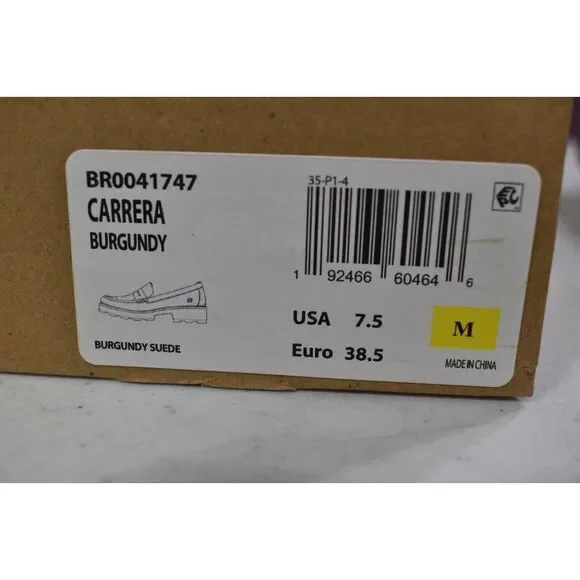 BR0041747
CARRERA
BURGUNDY
BURGUNDY SUEDE
35-P1-4
1 92466 60464 6
USA 7.5
Euro 38.5
M
MADE IN CHINA